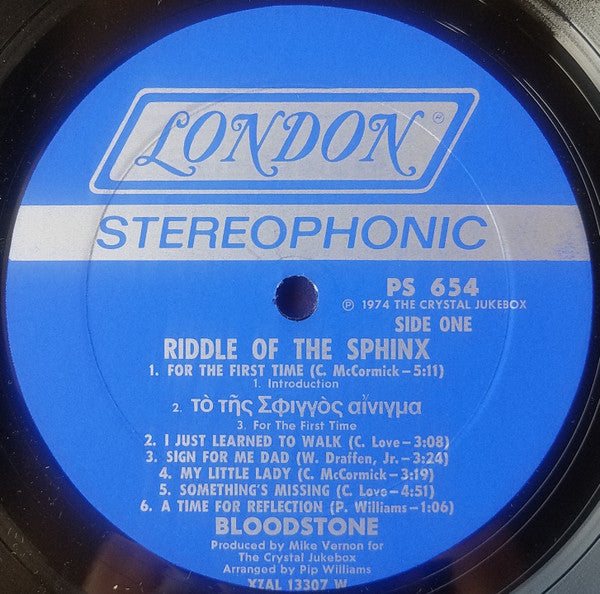 LONDON ®
STEREOPHONIC
PS 654
℗ 1974 THE CRYSTAL JUKEBOX
SIDE ONE
RIDDLE OF THE SPHINX
1. FOR THE FIRST TIME (C. McCormick—5:11)
1. Introduction
2. τὸ τῆς Σφιγγὸς αἴνιγμα
3. For The First Time
2. I JUST LEARNED TO WALK (C. Love—3:08)
3. SIGN FOR ME DAD (W. Draffen, Jr.—3:24)
4. MY LITTLE LADY (C. McCormick—3:19)
5. SOMETHING'S MISSING (C. Love—4:51)
6. A TIME FOR REFLECTION (P. Williams—1:06)
BLOODSTONE
Produced by Mike Vernon for
The Crystal Jukebox
Arranged by Pip Williams
XZAL 13307 W